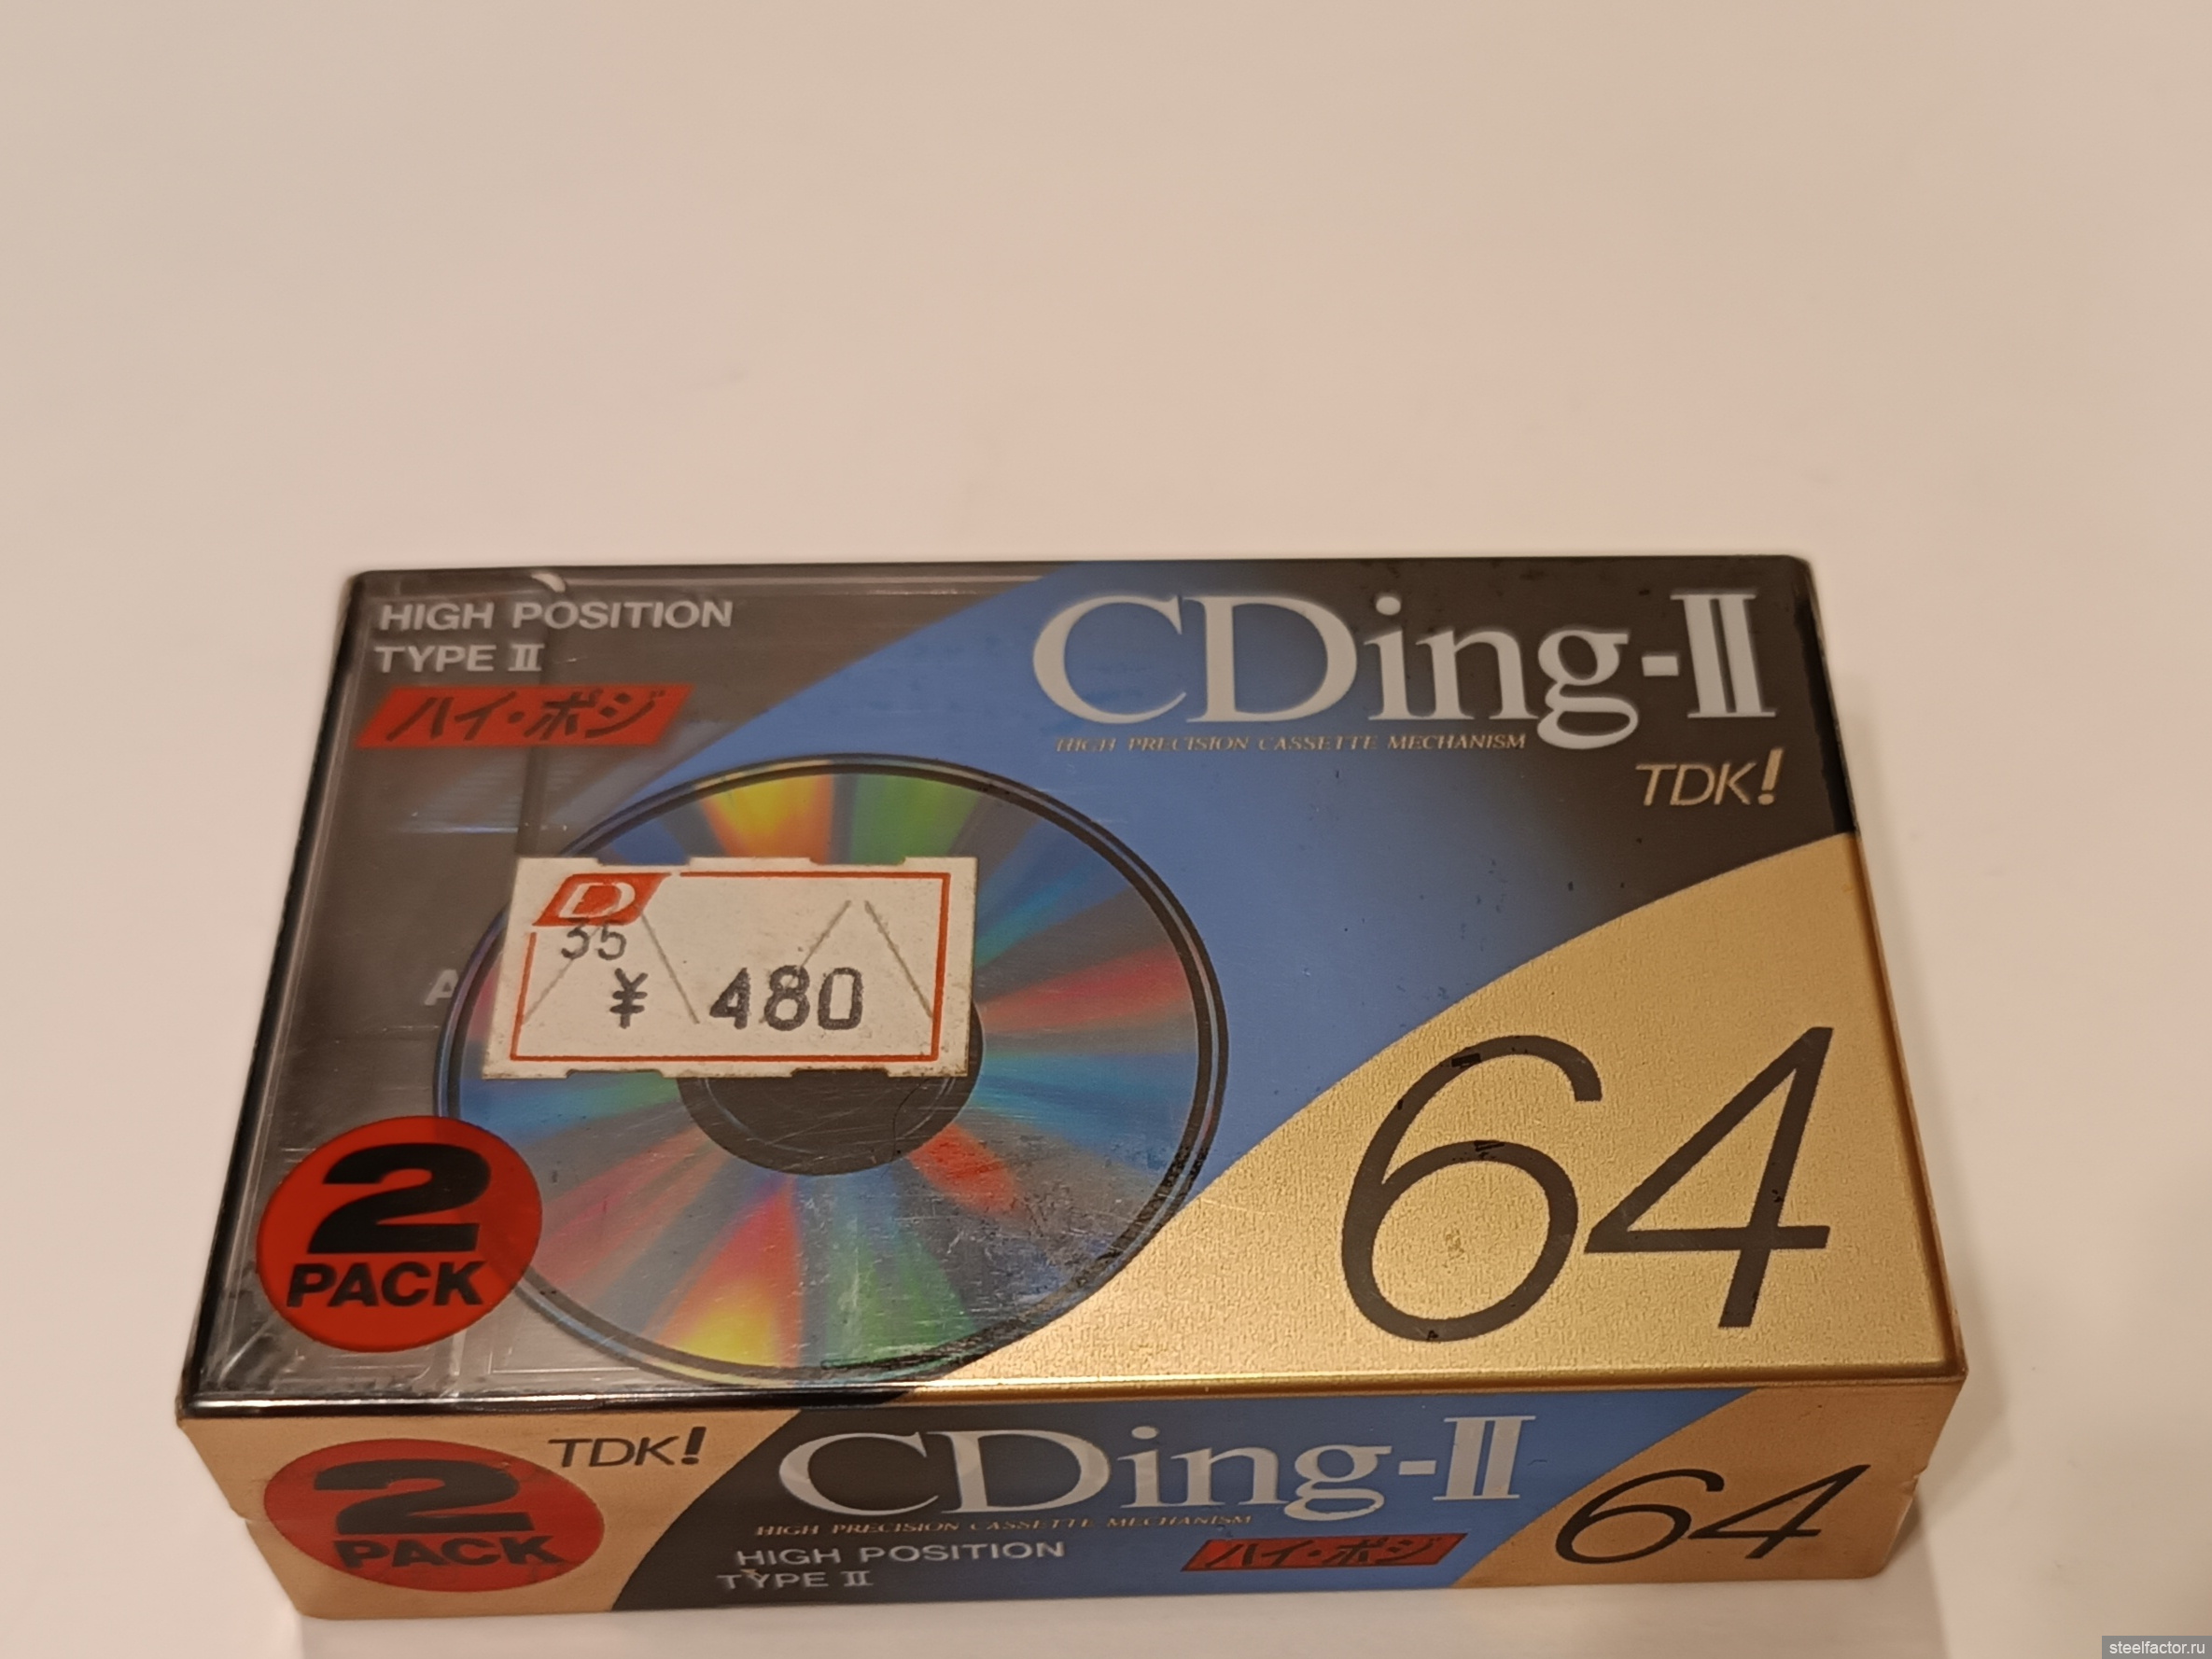 HIGH POSITION
TYPE II
ハイ・ポジ
CDing-II
HIGH PRECISION CASSETTE MECHANISM
TDK!
D
35
¥ 480
A
64
2
PACK
2
PACK
TDK!
CDing-II
HIGH PRECISION CASSETTE MECHANISM
HIGH POSITION
TYPE II
ハイ・ポジ
64
steelfactor.ru